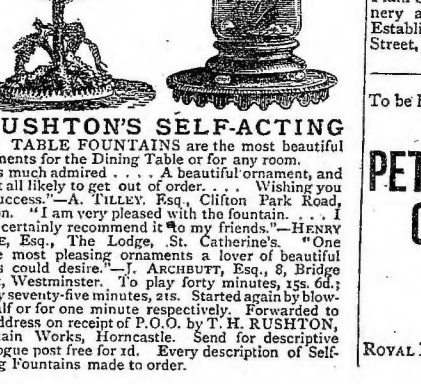 nery a
Establi
Street,
To be
PET
ROYAL
USHTON'S SELF-ACTING
TABLE FOUNTAINS are the most beautiful
ments for the Dining Table or for any room.
s much admired . . . . A beautiful ornament, and
t all likely to get out of order. . . . Wishing you
uccess."—A. TILLEY, Esq., Clifton Park Road,
n. "I am very pleased with the fountain. . . . I
certainly recommend it to my friends."—HENRY
E, Esq., The Lodge, St. Catherine's. "One
e most pleasing ornaments a lover of beautiful
s could desire."—J. ARCHBUTT, Esq., 8, Bridge
, Westminster. To play forty minutes, 15s. 6d.;
y seventy-five minutes, 21s. Started again by blow-
lf or for one minute respectively. Forwarded to
ddress on receipt of P.O.O. by T. H. RUSHTON,
tain Works, Horncastle. Send for descriptive
ogue post free for 1d. Every description of Self-
g Fountains made to order.